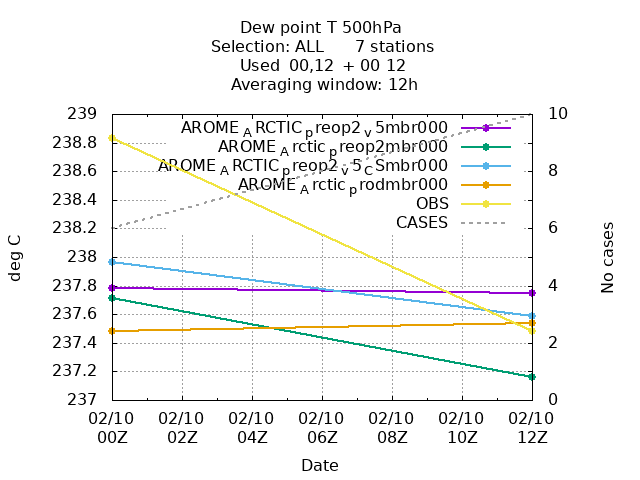 Dew point T 500hPa
Selection: ALL 7 stations
Used 00,12 + 00 12
Averaging window: 12h
239 10
AROME_ARCTIC_preop2_v5mbr000
238.8
AROME_Arctic_preop2mbr000
238.6 8
AROME_ARCTIC_preop2_v5_CSmbr000
AROME_Arctic_prodmbr000
238.4
OBS
238.2 6
CASES
238
237.8 4
237.6
237.4 2
237.2
237 0
deg C
No cases
02/10 02/10 02/10 02/10 02/10 02/10 02/10
00Z 02Z 04Z 06Z 08Z 10Z 12Z
Date